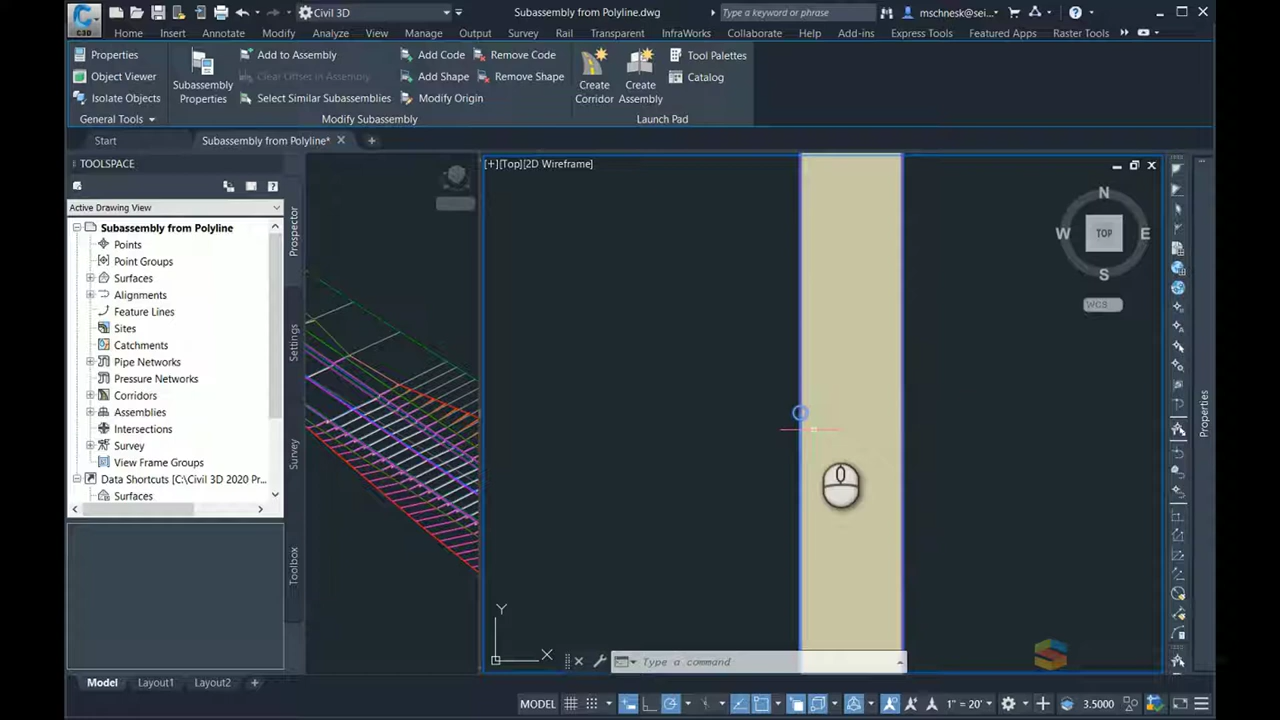 C3D
Civil 3D
Subassembly from Polyline.dwg
Type a keyword or phrase
mschnesk@sei...
Home Insert Annotate Modify Analyze View Manage Output Survey Rail Transparent InfraWorks Collaborate Help Add-ins Express Tools Featured Apps Raster Tools
Properties
Object Viewer
Isolate Objects
General Tools
Subassembly
Properties
Add to Assembly
Clear Offset in Assembly
Select Similar Subassemblies
Add Code
Add Shape
Modify Origin
Remove Code
Remove Shape
Modify Subassembly
Create
Corridor
Create
Assembly
Tool Palettes
Catalog
Launch Pad
Start
Subassembly from Polyline*
TOOLSPACE
Active Drawing View
Subassembly from Polyline
Points
Point Groups
Surfaces
Alignments
Feature Lines
Sites
Catchments
Pipe Networks
Pressure Networks
Corridors
Assemblies
Intersections
Survey
View Frame Groups
Data Shortcuts [C:\Civil 3D 2020 Pr
Surfaces
Prospector
Settings
Survey
Toolbox
[+][Top][2D Wireframe]
N
W TOP E
S
WCS
Y
X
Type a command
Properties
Model Layout1 Layout2
MODEL
1" = 20'
3.5000